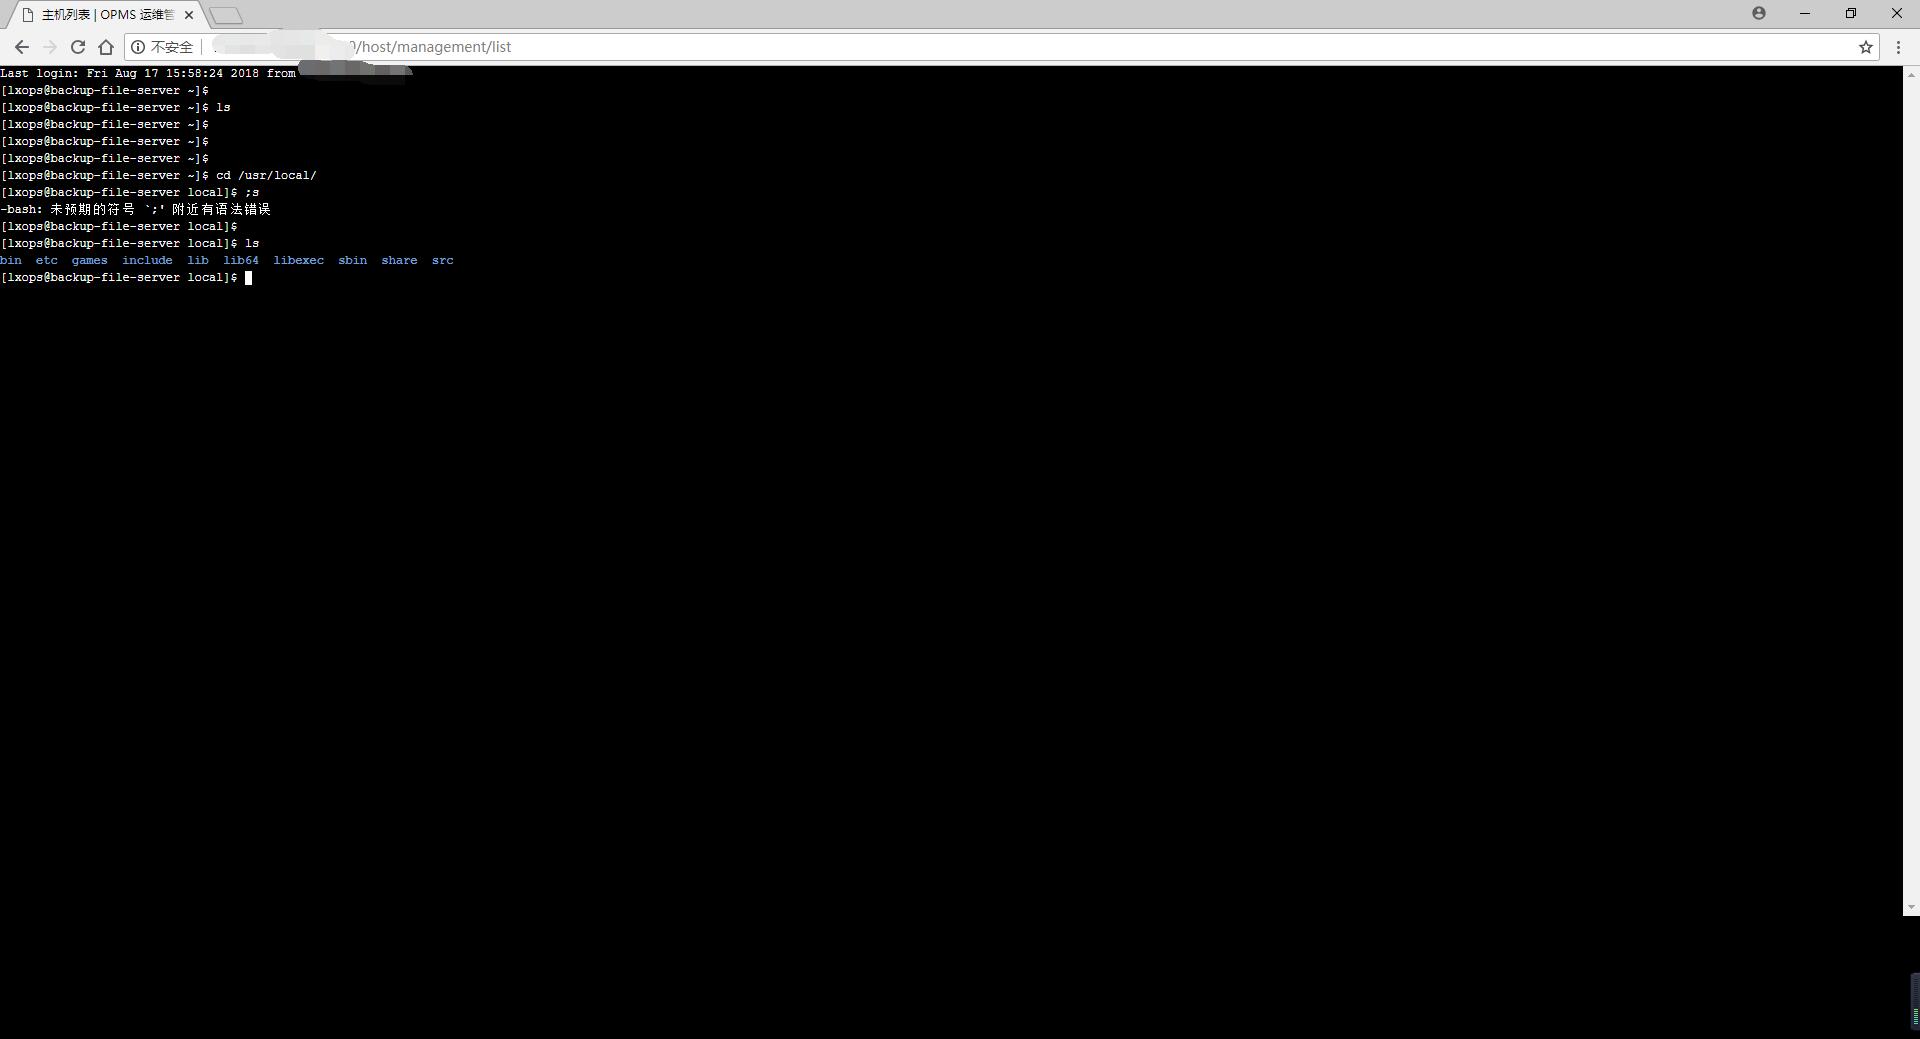 主机列表 | OPMS 运维管
不安全 /host/management/list
Last login: Fri Aug 17 15:58:24 2018 from
[lxops@backup-file-server ~]$
[lxops@backup-file-server ~]$ ls
[lxops@backup-file-server ~]$
[lxops@backup-file-server ~]$
[lxops@backup-file-server ~]$
[lxops@backup-file-server ~]$ cd /usr/local/
[lxops@backup-file-server local]$ ;s
-bash: 未预期的符号 `;' 附近有语法错误
[lxops@backup-file-server local]$
[lxops@backup-file-server local]$ ls
bin etc games include lib lib64 libexec sbin share src
[lxops@backup-file-server local]$